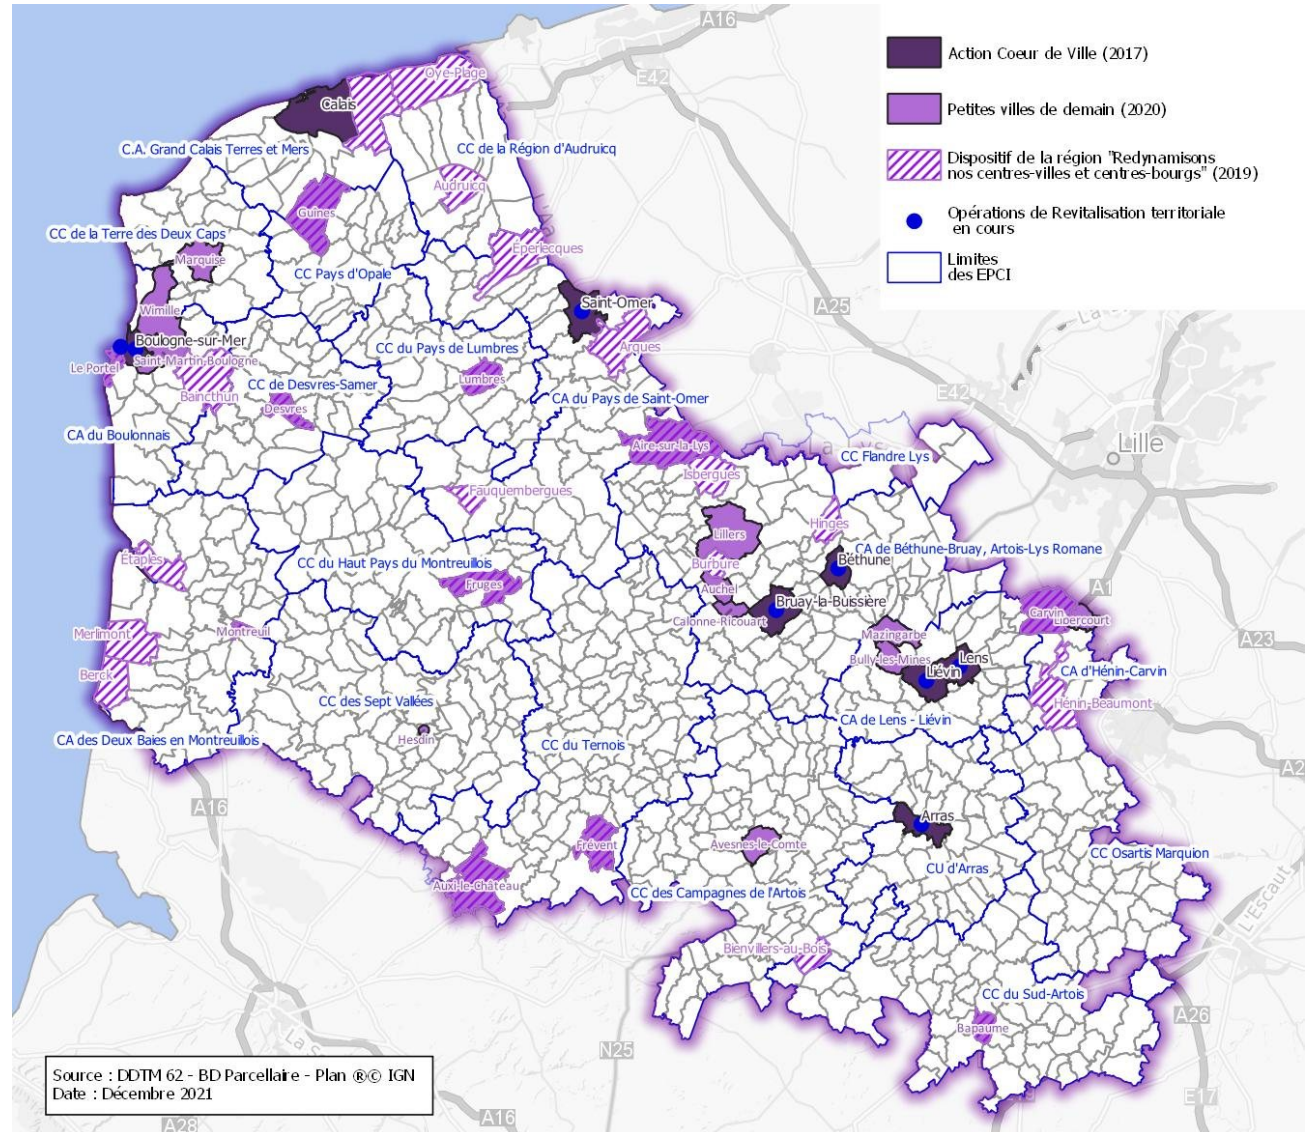 A16
E42
Action Coeur de Ville (2017)
Petites villes de demain (2020)
Dispositif de la région "Redynamisons
nos centres-villes et centres-bourgs" (2019)
Opérations de Revitalisation territoriale
en cours
Limites
des EPCI
Oye-Plage
Calais
C.A. Grand Calais Terres et Mers
CC de la Région d'Audruicq
Audruicq
Guînes
CC de la Terre des Deux Caps
Éperlecques
Marquise
CC Pays d'Opale
Wimille
Saint-Omer
A25
Boulogne-sur-Mer
CC du Pays de Lumbres
Arques
Saint-Martin-Boulogne
Le Portel
CC de Desvres-Samer
Lumbres
Baincthun
Desvres
CA du Pays de Saint-Omer
E42
CA du Boulonnais
Aire-sur-la-Lys
Lille
CC Flandre Lys
Isbergues
Fauquembergues
Hinges
Lillers
Étaples
CC du Haut Pays du Montreuillois
CA de Béthune-Bruay, Artois-Lys Romane
Béthune
Burbure
Fruges
Auchel
A1
Bruay-la-Buissière
Carvin
Libercourt
Calonne-Ricouart
Merlimont
Montreuil
Mazingarbe
A23
Bully-les-Mines
Lens
Liévin
Berck
CA d'Hénin-Carvin
CC des Sept Vallées
Hénin-Beaumont
CA des Deux Baies en Montreuillois
Hesdin
CC du Ternois
CA de Lens - Liévin
A2
A16
Arras
Frévent
Avesnes-le-Comte
CC Osartis Marquion
CU d'Arras
Auxi-le-Château
CC des Campagnes de l'Artois
L'Escaut
Bienvillers-au-Bois
CC du Sud-Artois
Bapaume
A26
N25
Source : DDTM 62 - BD Parcellaire - Plan ®© IGN
Date : Décembre 2021
E17
A16
A28